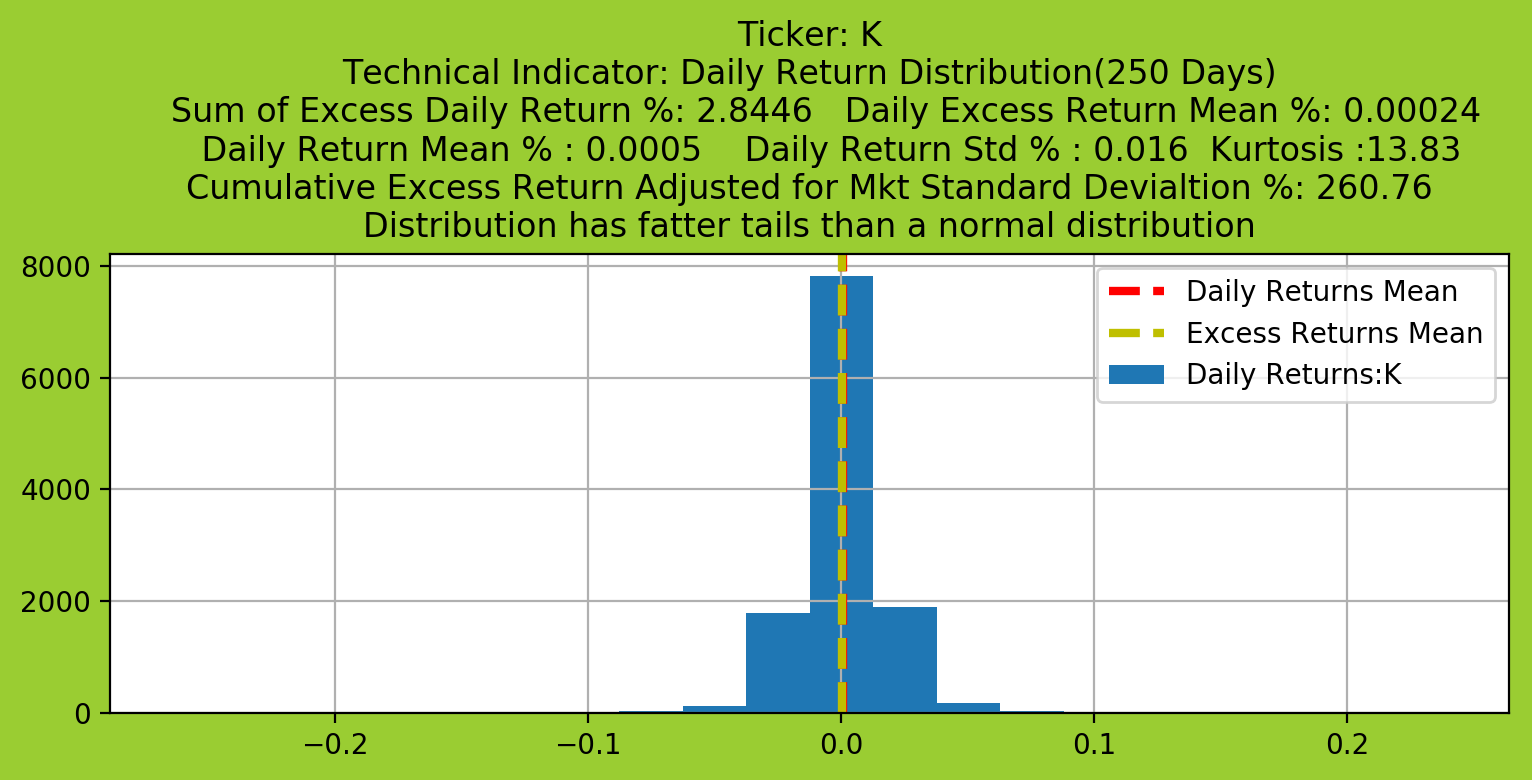 Ticker: K
Technical Indicator: Daily Return Distribution(250 Days)
Sum of Excess Daily Return %: 2.8446   Daily Excess Return Mean %: 0.00024
Daily Return Mean % : 0.0005    Daily Return Std % : 0.016  Kurtosis :13.83
Cumulative Excess Return Adjusted for Mkt Standard Devialtion %: 260.76
Distribution has fatter tails than a normal distribution
8000
6000
4000
2000
0
Daily Returns Mean
Excess Returns Mean
Daily Returns:K
−0.2 −0.1 0.0 0.1 0.2